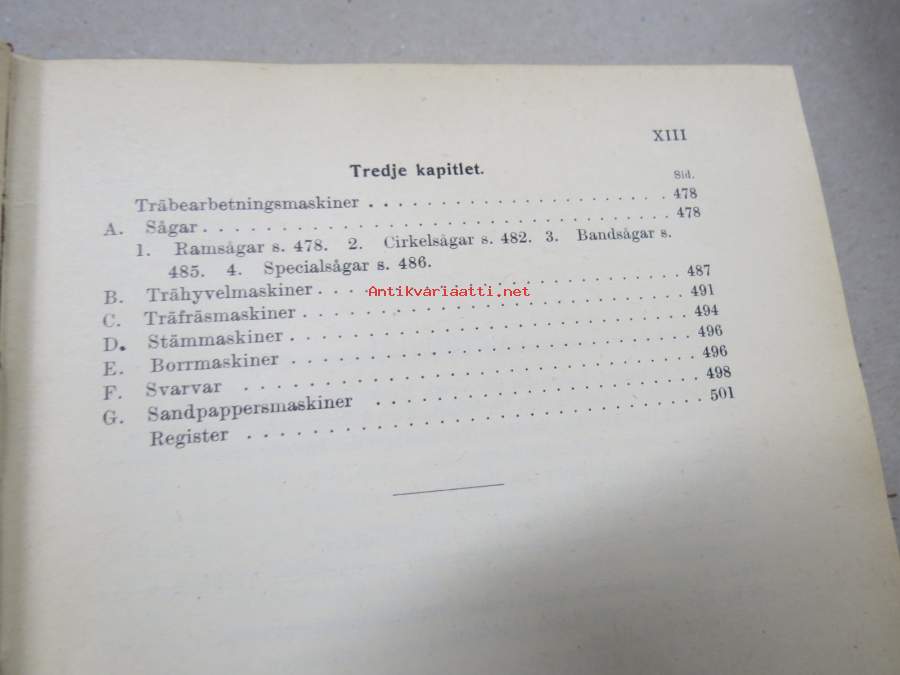 XIII
Tredje kapitlet.
Sid.
Träbearbetningsmaskiner . . . . . . . . . . . . . . . . . . . . 478
A. Sågar . . . . . . . . . . . . . . . . . . . . . . . . . . . . . . 478
1. Ramsågar s. 478. 2. Cirkelsågar s. 482. 3. Bandsågar s.
485. 4. Specialsågar s. 486.
B. Trähyvelmaskiner . . . . . . . . . . . . . . . . . . . . . . . 487
Antikvariaatti.net
C. Träfräsmaskiner . . . . . . . . . . . . . . . . . . . . . . . . 491
D. Stämmaskiner . . . . . . . . . . . . . . . . . . . . . . . . . 494
E. Borrmaskiner . . . . . . . . . . . . . . . . . . . . . . . . . 496
F. Svarvar . . . . . . . . . . . . . . . . . . . . . . . . . . . . 496
G. Sandpappersmaskiner . . . . . . . . . . . . . . . . . . . . . 498
Register . . . . . . . . . . . . . . . . . . . . . . . . . . . . 501